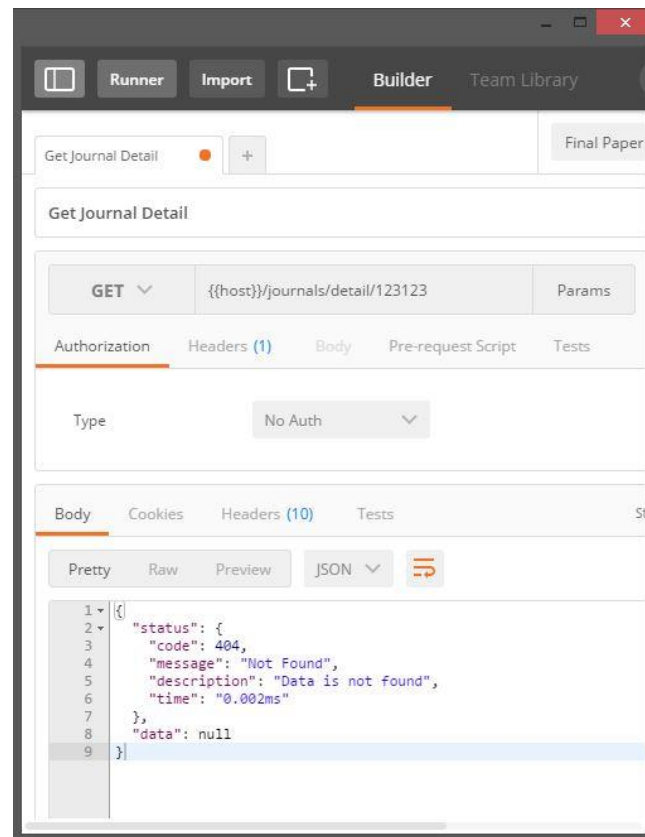 Runner Import Builder Team Library
Get Journal Detail + Final Paper
Get Journal Detail
GET {{host}}/journals/detail/123123 Params
Authorization Headers (1) Body Pre-request Script Tests
Type No Auth
Body Cookies Headers (10) Tests
Pretty Raw Preview JSON
1 {
2 "status": {
3 "code": 404,
4 "message": "Not Found",
5 "description": "Data is not found",
6 "time": "0.002ms"
7 },
8 "data": null
9 }